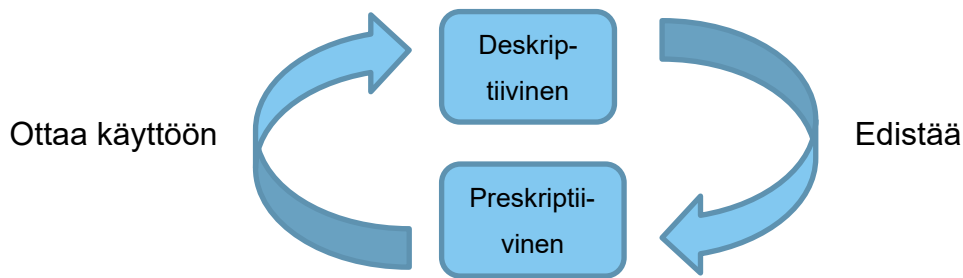 Deskrip-
tiivinen
Ottaa käyttöön
Edistää
Preskriptii-
vinen